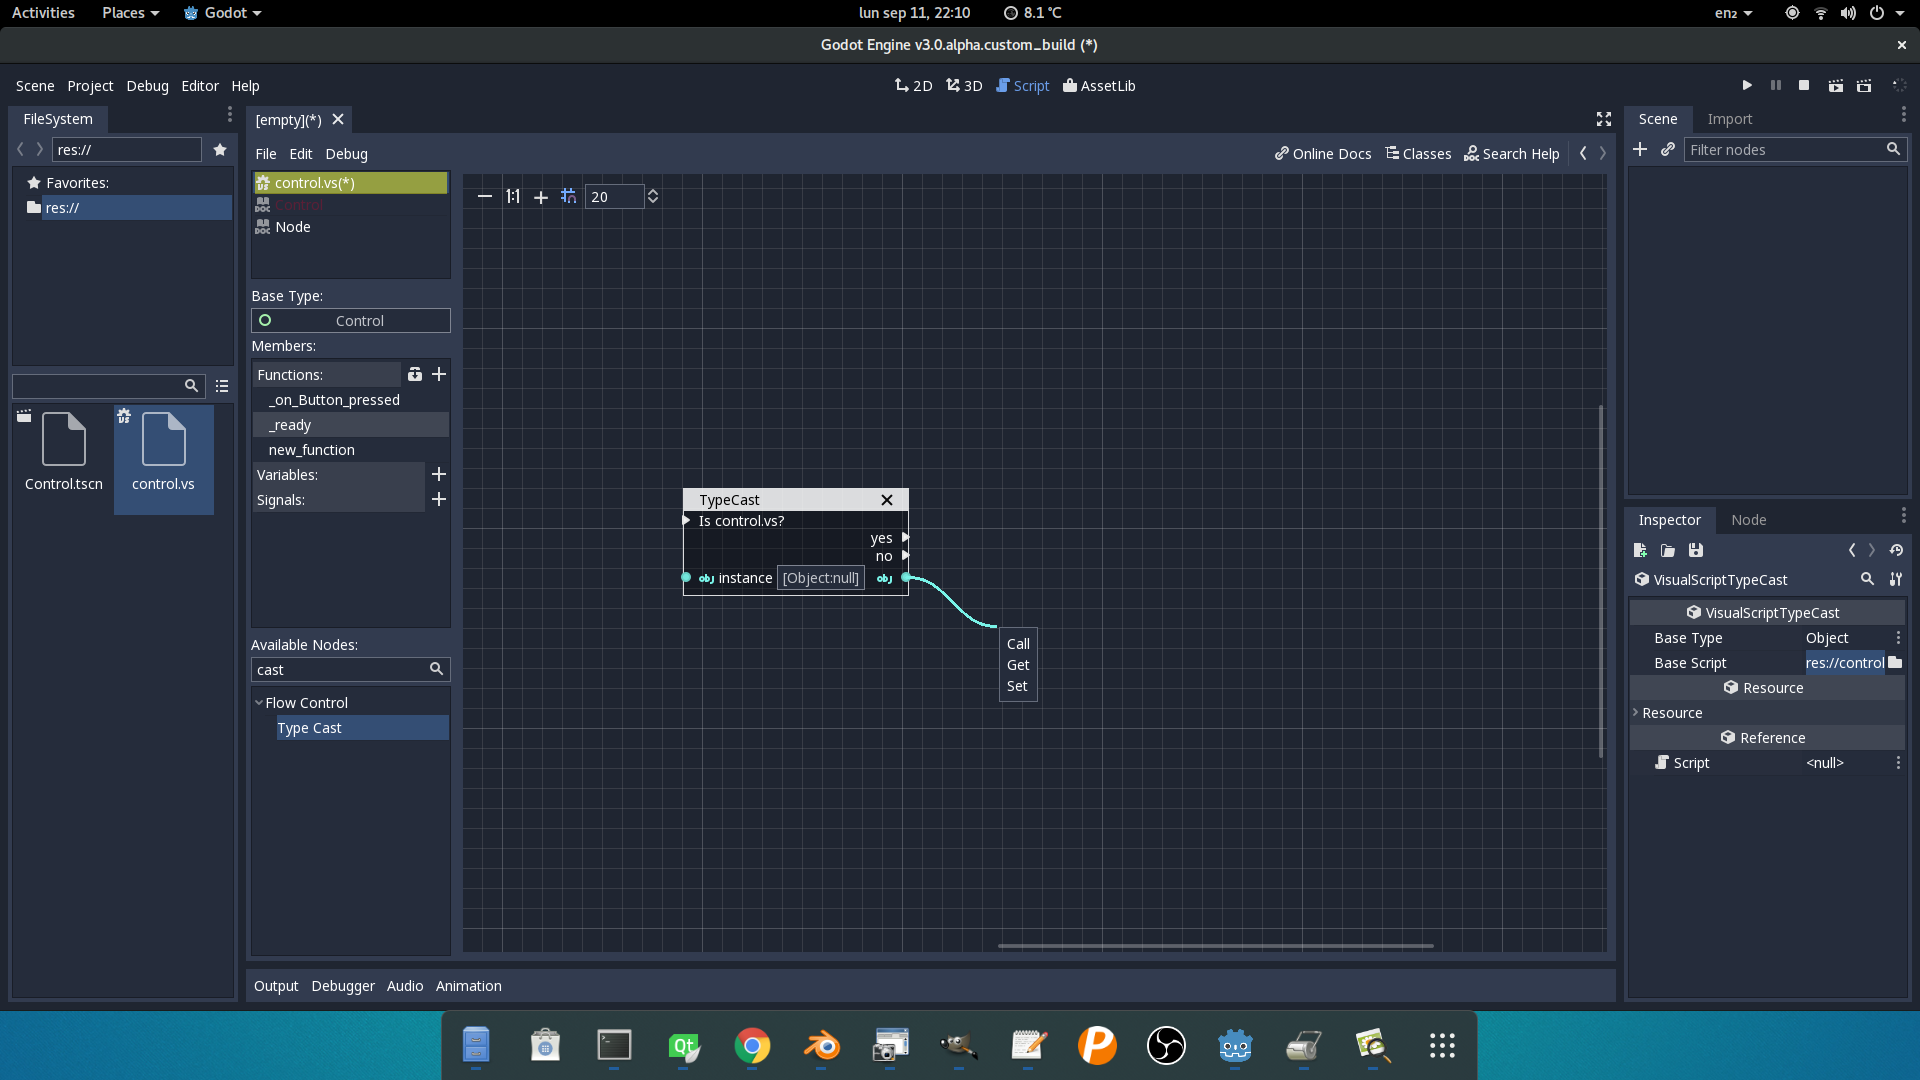 Activities Places Godot lun sep 11, 22:10 8.1 °C en₂
Godot Engine v3.0.alpha.custom_build (*)
Scene Project Debug Editor Help 2D 3D Script AssetLib
FileSystem
res://
Favorites:
res://
Control.tscn
control.vs
[empty](*)
File Edit Debug Online Docs Classes Search Help
control.vs(*)
Control
Node
Base Type:
Control
Members:
Functions:
_on_Button_pressed
_ready
new_function
Variables:
Signals:
Available Nodes:
cast
Flow Control
Type Cast
1:1 20
TypeCast
Is control.vs?
yes
no
obj instance [Object:null] obj
Call
Get
Set
Output Debugger Audio Animation
Scene Import
Filter nodes
Inspector Node
VisualScriptTypeCast
VisualScriptTypeCast
Base Type Object
Base Script res://control
Resource
Resource
Reference
Script <null>
Qt
P